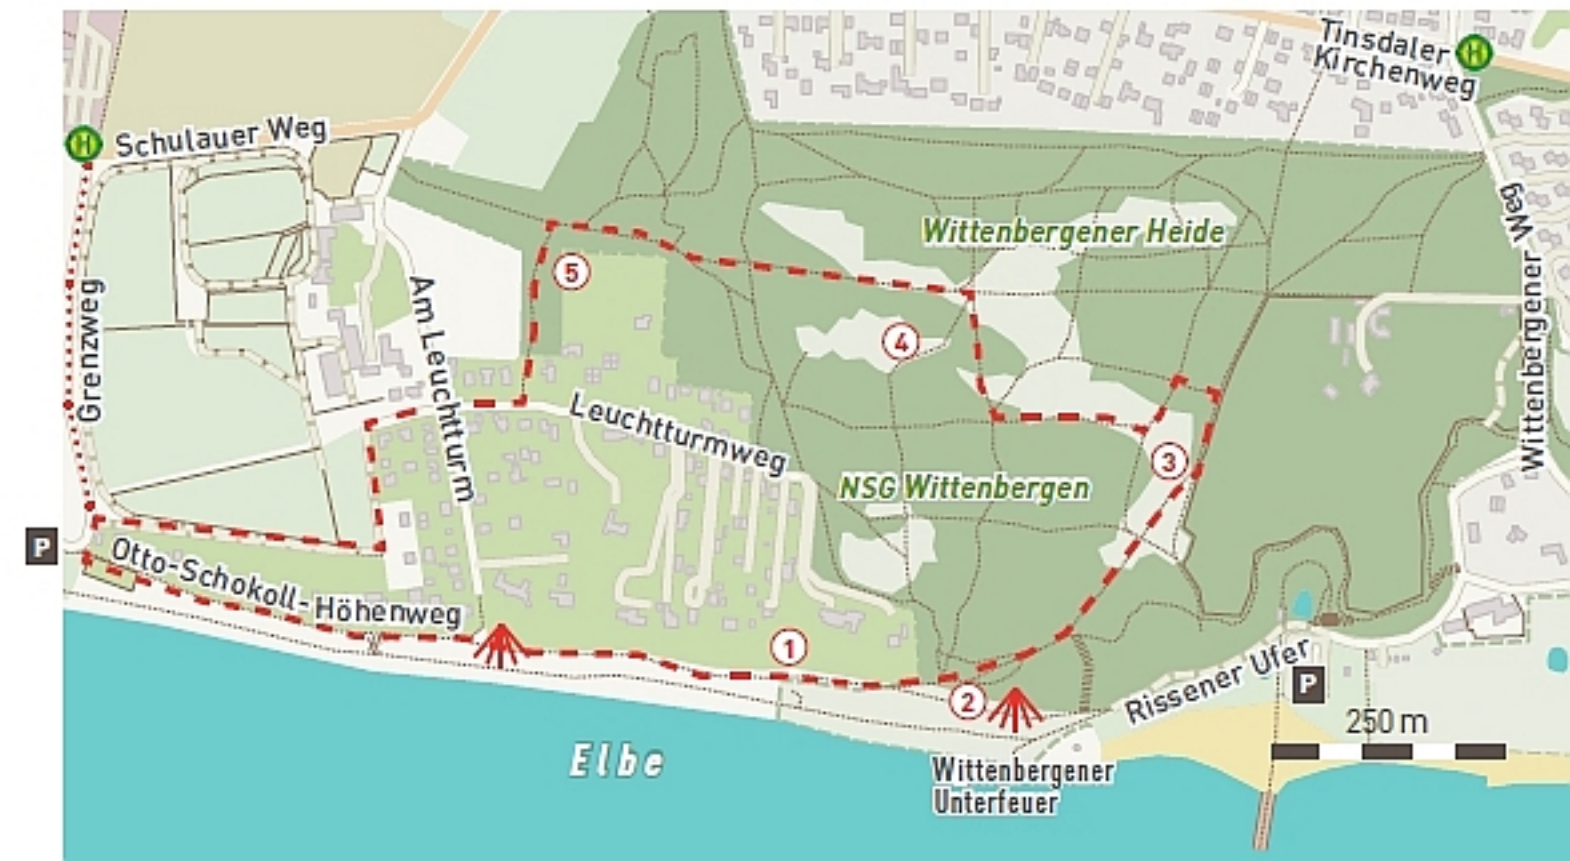 Tinsdaler
Kirchenweg
H
H
Schulauer Weg
Wittenbergener Weg
Wittenbergener Heide
5
Grenzweg
Am Leuchtturm
4
Leuchtturmweg
3
NSG Wittenbergen
P
Otto-Schokoll-Höhenweg
1
2
Rissener Ufer
P
250 m
Elbe
Wittenbergener
Unterfeuer